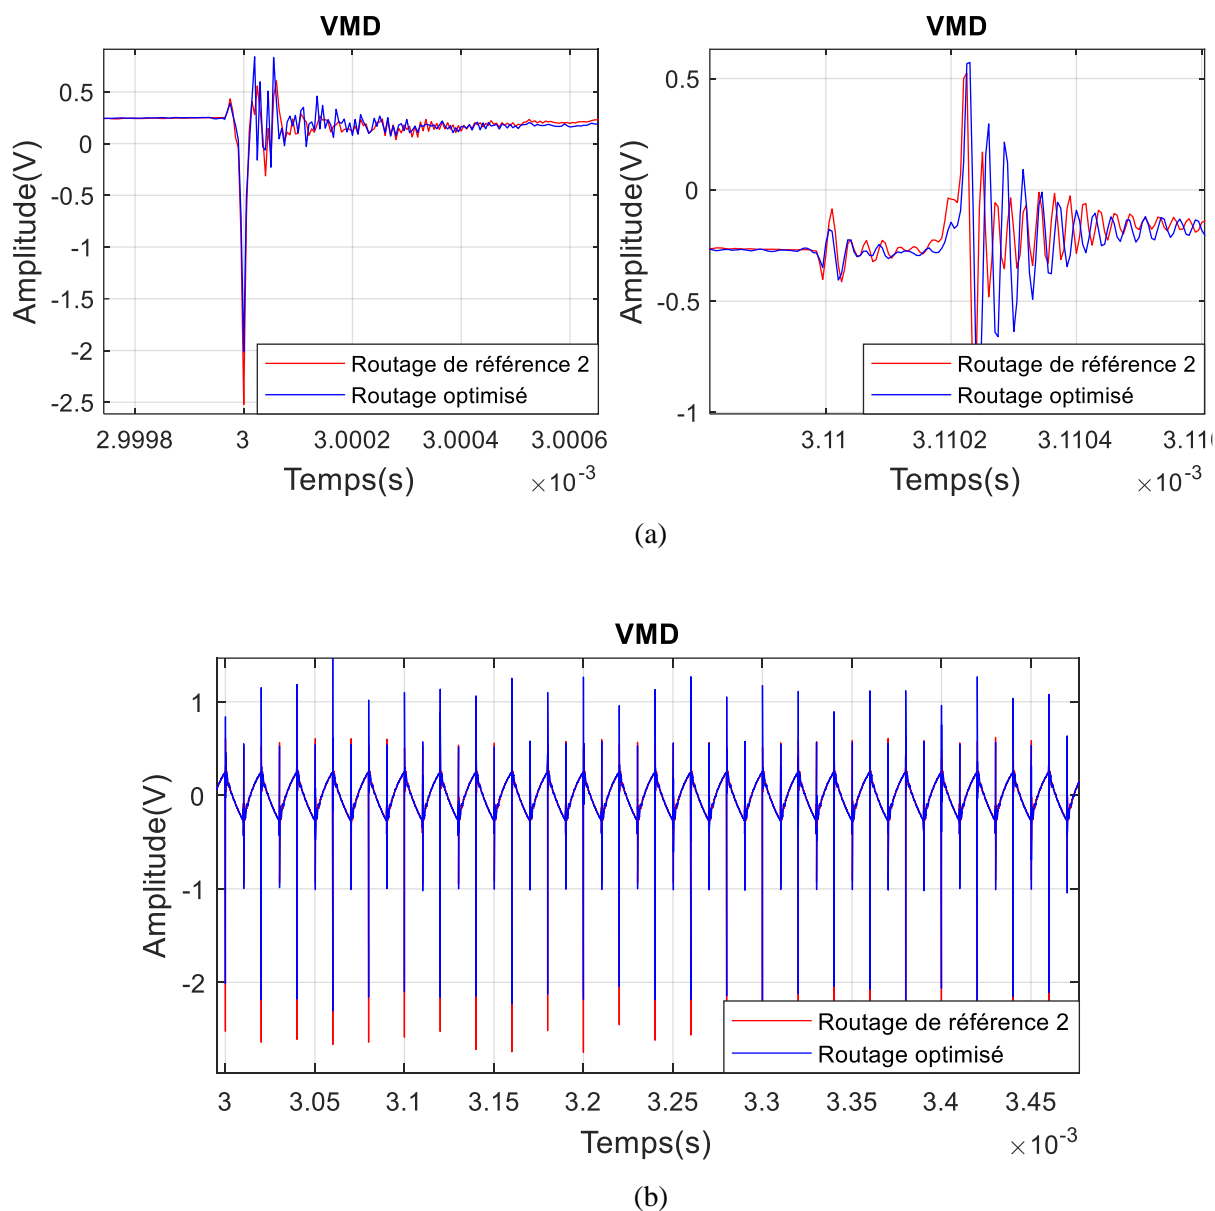 VMD
Amplitude(V)
0.5
0
-0.5
-1
-1.5
-2
-2.5
Routage de référence 2
Routage optimisé
2.9998 3 3.0002 3.0004 3.0006
Temps(s)
×10-3
VMD
Amplitude(V)
0.5
0
-0.5
-1
Routage de référence 2
Routage optimisé
3.11 3.1102 3.1104 3.110
Temps(s)
×10-3
(a)
VMD
Amplitude(V)
1
0
-1
-2
Routage de référence 2
Routage optimisé
3 3.05 3.1 3.15 3.2 3.25 3.3 3.35 3.4 3.45
Temps(s)
×10-3
(b)